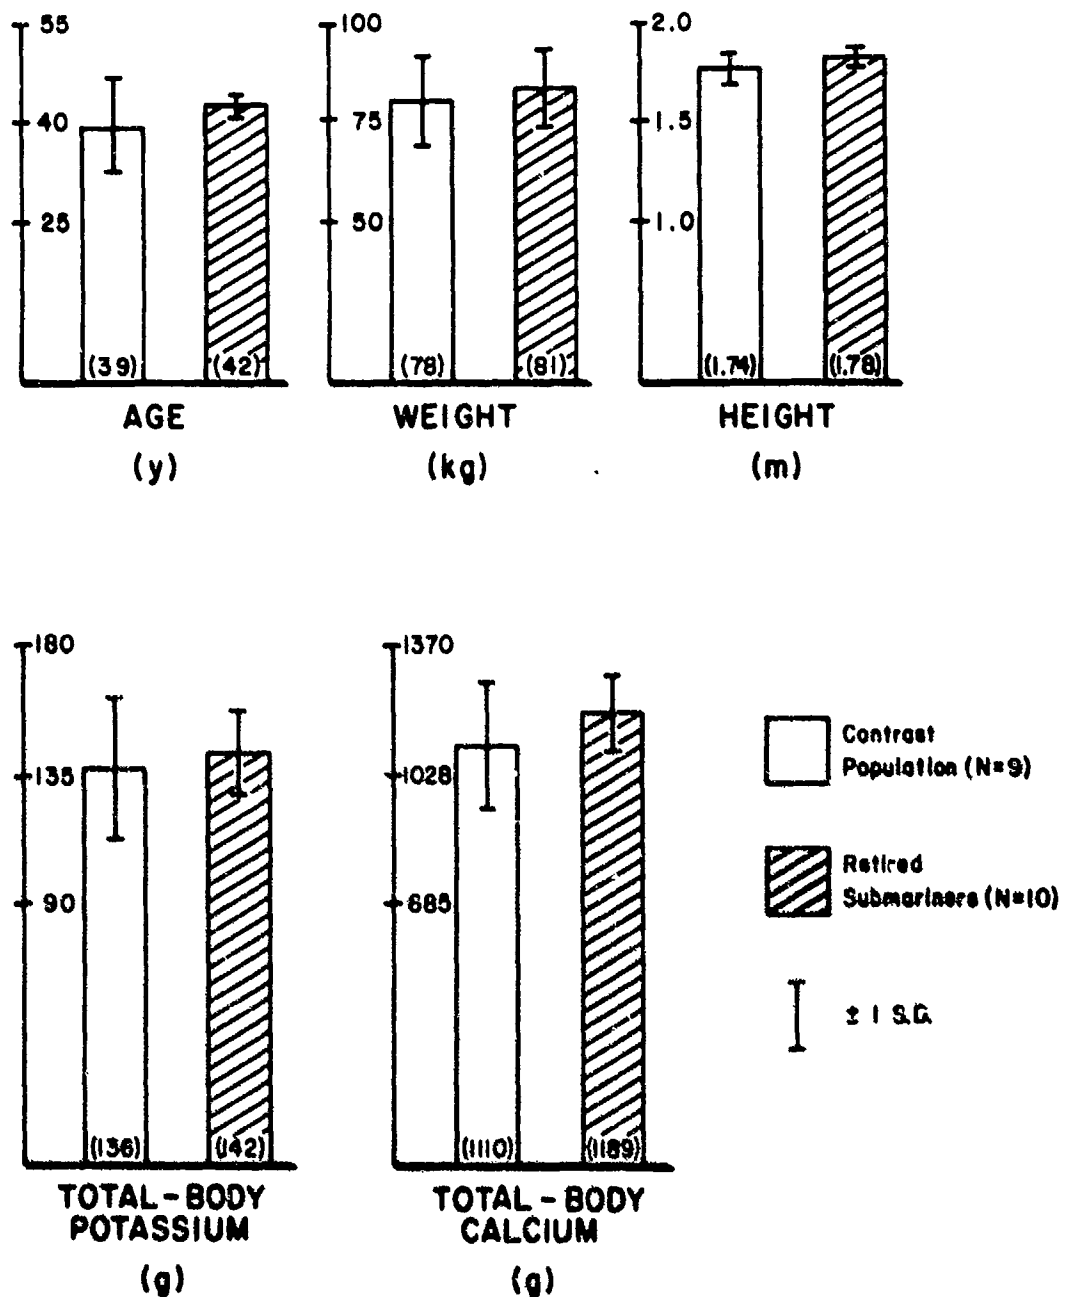 55
40
25
(39)
(42)
AGE
(y)
100
75
50
(78)
(81)
WEIGHT
(kg)
2.0
1.5
1.0
(1.74)
(1.78)
HEIGHT
(m)
180
135
90
(136)
(142)
TOTAL-BODY
POTASSIUM
(g)
1370
1028
685
(1110)
(1189)
TOTAL-BODY
CALCIUM
(g)
Contrast
Population (N=9)
Retired
Submariners (N=10)
± 1 S.D.